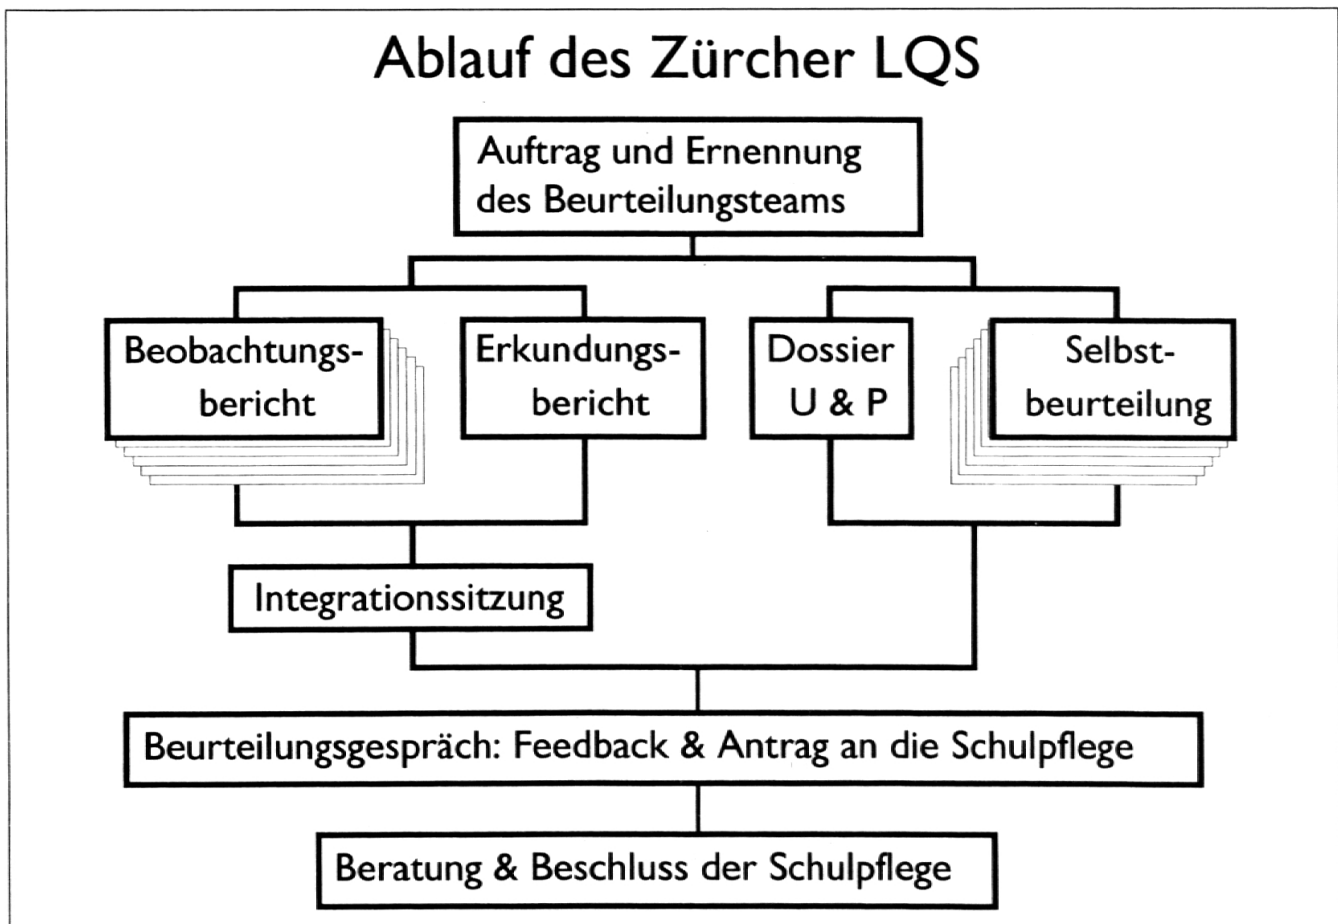 Ablauf des Zürcher LQS
Auftrag und Ernennung
des Beurteilungsteams
Beobachtungs-
bericht
Erkundungs-
bericht
Dossier
U & P
Selbst-
beurteilung
Integrationssitzung
Beurteilungsgespräch: Feedback & Antrag an die Schulpflege
Beratung & Beschluss der Schulpflege